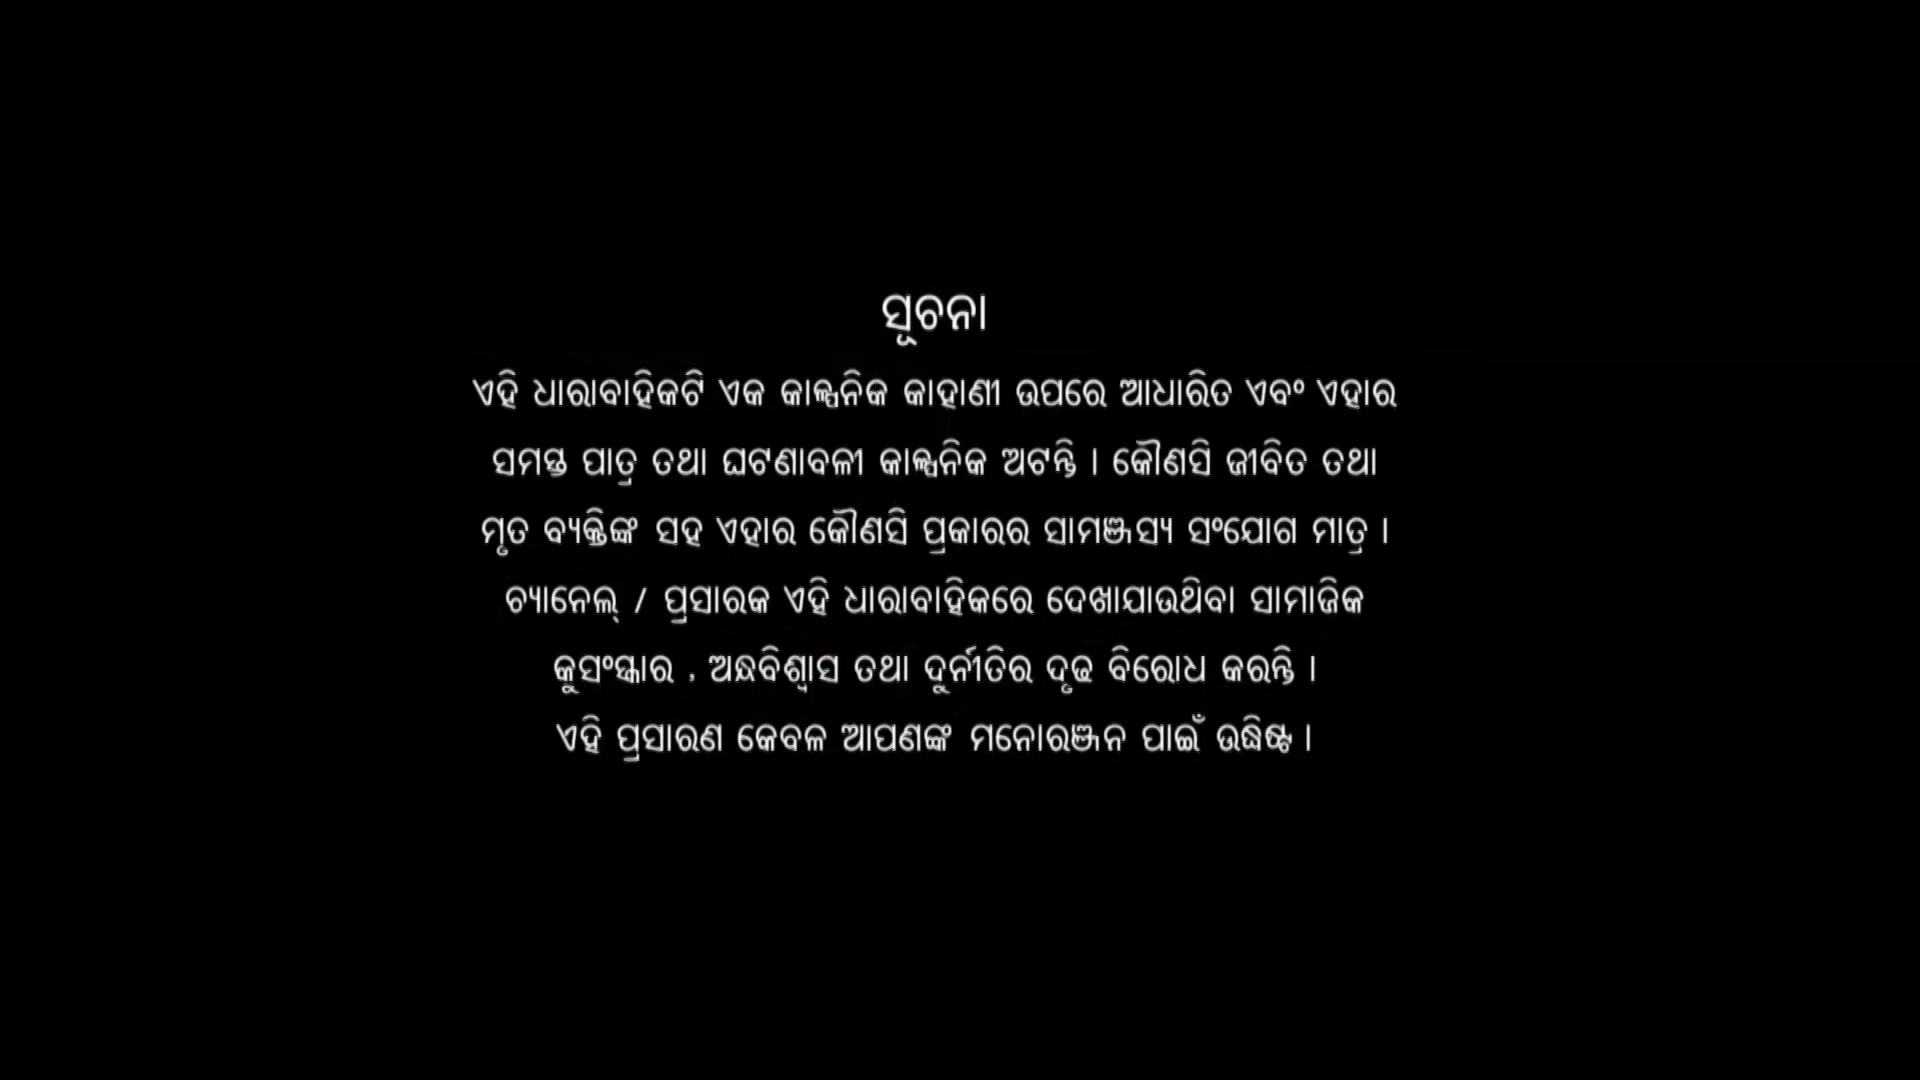 ସୂଚନା
ଏହି ଧାରାବାହିକଟି ଏକ କାଳ୍ପନିକ କାହାଣୀ ଉପରେ ଆଧାରିତ ଏବଂ ଏହାର
ସମସ୍ତ ପାତ୍ର ତଥା ଘଟଣାବଳୀ କାଳ୍ପନିକ ଅଟନ୍ତି । କୌଣସି ଜୀବିତ ତଥା
ମୃତ ବ୍ୟକ୍ତିଙ୍କ ସହ ଏହାର କୌଣସି ପ୍ରକାରର ସାମଞ୍ଜସ୍ୟ ସଂଯୋଗ ମାତ୍ର ।
ଚ୍ୟାନେଲ୍ / ପ୍ରସାରକ ଏହି ଧାରାବାହିକରେ ଦେଖାଯାଉଥିବା ସାମାଜିକ
କୁସଂସ୍କାର , ଅନ୍ଧବିଶ୍ୱାସ ତଥା ଦୁର୍ନୀତିର ଦୃଢ ବିରୋଧ କରନ୍ତି ।
ଏହି ପ୍ରସାରଣ କେବଳ ଆପଣଙ୍କ ମନୋରଞ୍ଜନ ପାଇଁ ଉଦ୍ଧିଷ୍ଟ ।